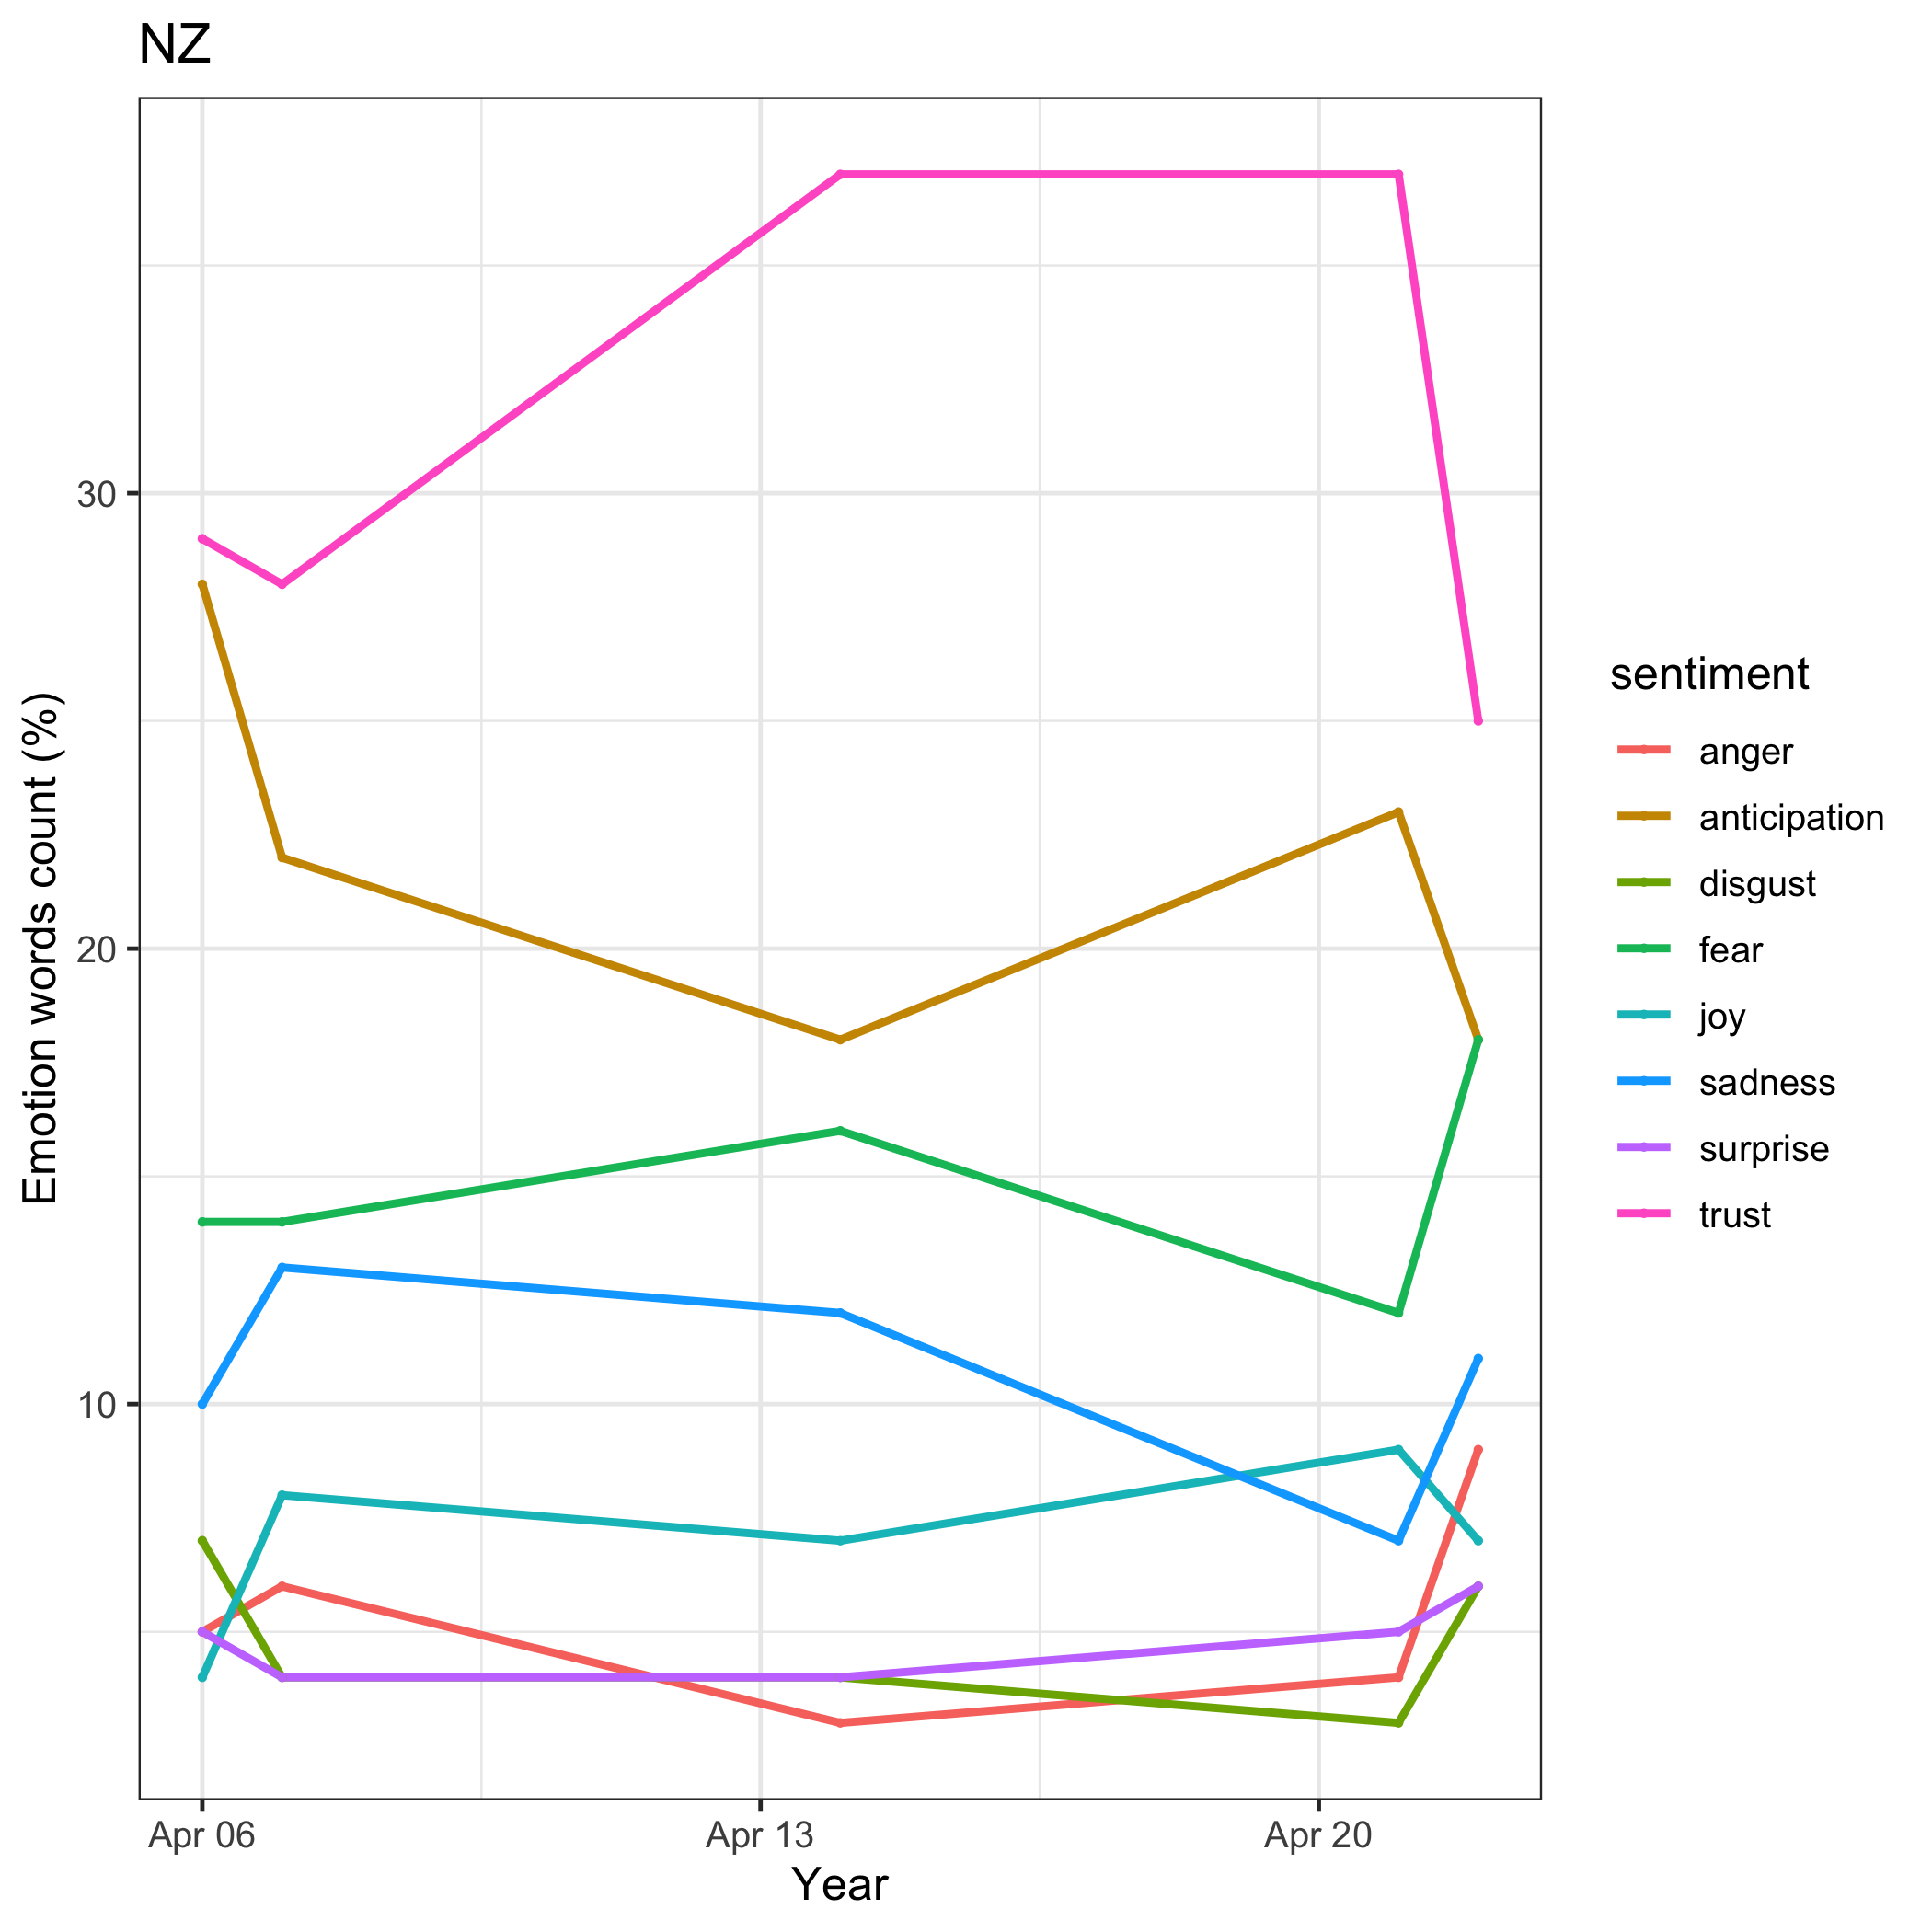 NZ
Emotion words count (%)
30
20
10
Apr 06
Apr 13
Apr 20
Year
sentiment
anger
anticipation
disgust
fear
joy
sadness
surprise
trust